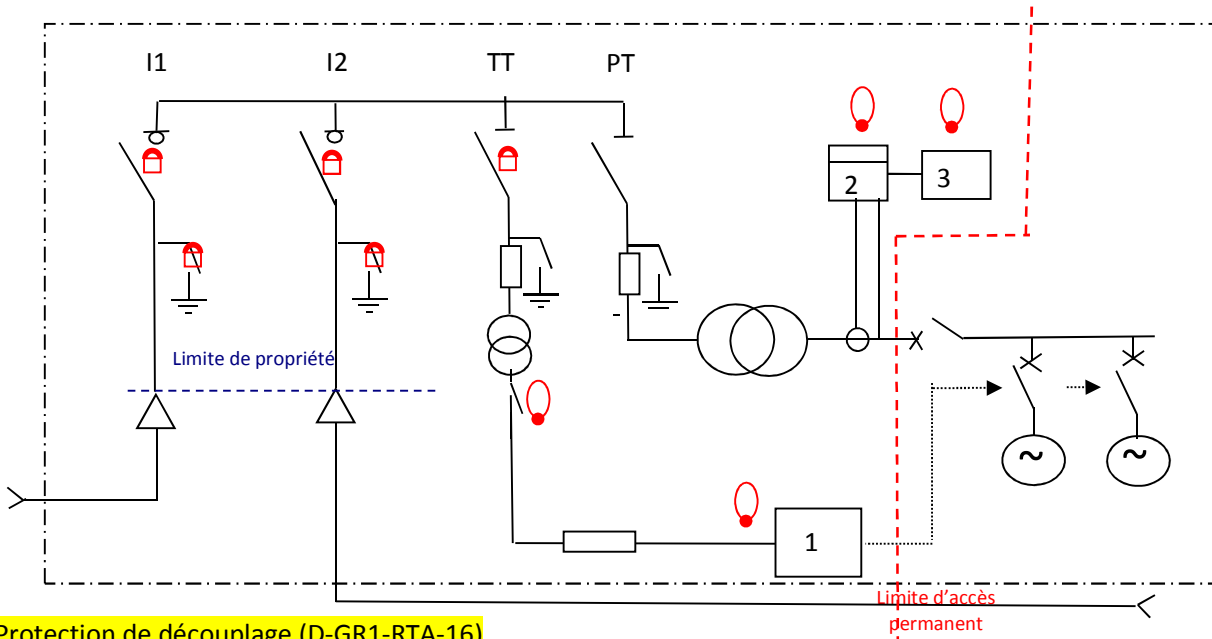 I1 I2 TT PT
2 3
Limite de propriété
~ ~
1
Limite d’accès
permanent
Protection de découplage (D-GR1-RTA-16)